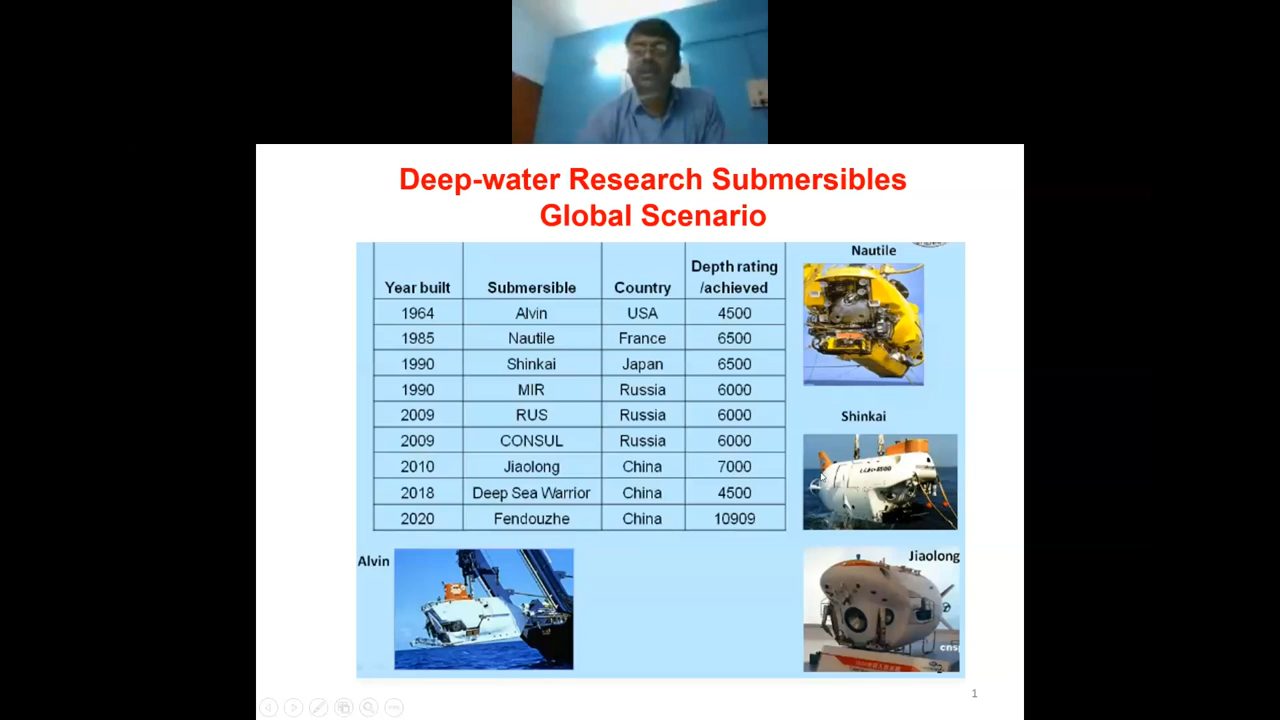 Deep-water Research Submersibles
Global Scenario
Year built Submersible Country Depth rating /achieved
1964 Alvin USA 4500
1985 Nautile France 6500
1990 Shinkai Japan 6500
1990 MIR Russia 6000
2009 RUS Russia 6000
2009 CONSUL Russia 6000
2010 Jiaolong China 7000
2018 Deep Sea Warrior China 4500
2020 Fendouzhe China 10909
Nautile
Shinkai
Alvin
Jiaolong
cns
2
1